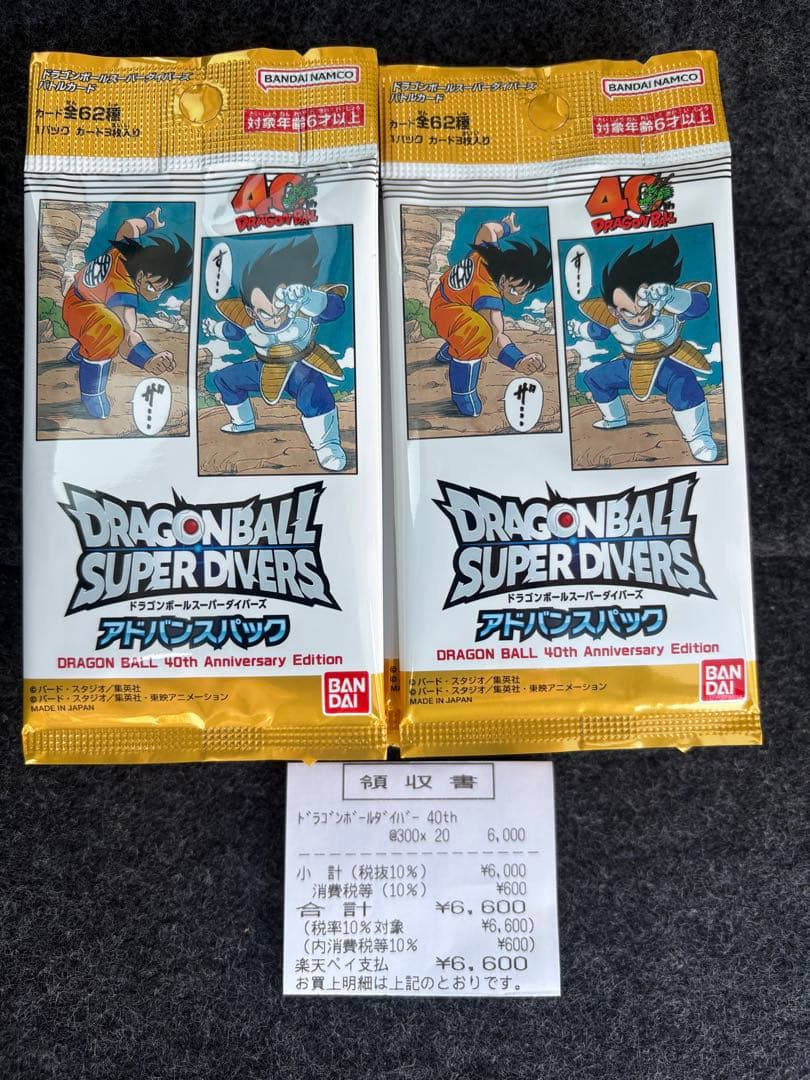 ドラゴンボールスーパーダイバーズ
バトルカード
カード全62種
1パック カード3枚入り
BANDAI NAMCO
対象年齢6才以上
40th
DRAGON BALL
す…
ザ…
DRAGONBALL
SUPER DIVERS
ドラゴンボールスーパーダイバーズ
アドバンスパック
DRAGON BALL 40th Anniversary Edition
©バード・スタジオ/集英社
©バード・スタジオ/集英社・東映アニメーション
MADE IN JAPAN
BAN
DAI
ドラゴンボールスーパーダイバーズ
バトルカード
カード全62種
1パック カード3枚入り
BANDAI NAMCO
対象年齢6才以上
40th
DRAGON BALL
す…
ザ…
DRAGONBALL
SUPER DIVERS
ドラゴンボールスーパーダイバーズ
アドバンスパック
DRAGON BALL 40th Anniversary Edition
©バード・スタジオ/集英社
©バード・スタジオ/集英社・東映アニメーション
MADE IN JAPAN
BAN
DAI
領収書
ﾄﾞﾗｺﾞﾝﾎﾞｰﾙﾀﾞｲﾊﾞｰ 40th
@300× 20 6,000
小 計(税抜10%) ¥6,000
消費税等(10%) ¥600
合 計 ¥6,600
(税率10%対象 ¥6,600)
(内消費税等10% ¥600)
楽天ペイ支払 ¥6,600
お買上明細は上記のとおりです。